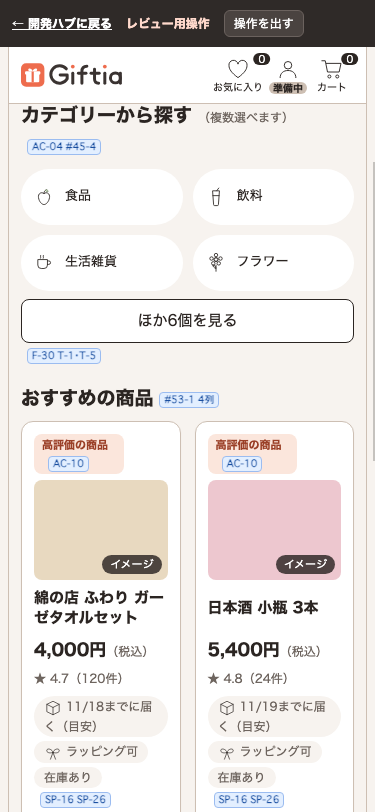 ← 開発ハブに戻る レビュー用操作 操作を出す
Giftia
0 0
お気に入り 準備中 カート
カテゴリーから探す （複数選べます）
AC-04 #45-4
食品 飲料
生活雑貨 フラワー
ほか6個を見る
F-30 T-1・T-5
おすすめの商品 #53-1 4列
高評価の商品
AC-10
イメージ
綿の店 ふわり ガー
ゼタオルセット
4,000円（税込）
★ 4.7（120件）
11/18までに届
く（目安）
ラッピング可
在庫あり
SP-16 SP-26
高評価の商品
AC-10
イメージ
日本酒 小瓶 3本
5,400円（税込）
★ 4.8（24件）
11/19までに届
く（目安）
ラッピング可
在庫あり
SP-16 SP-26